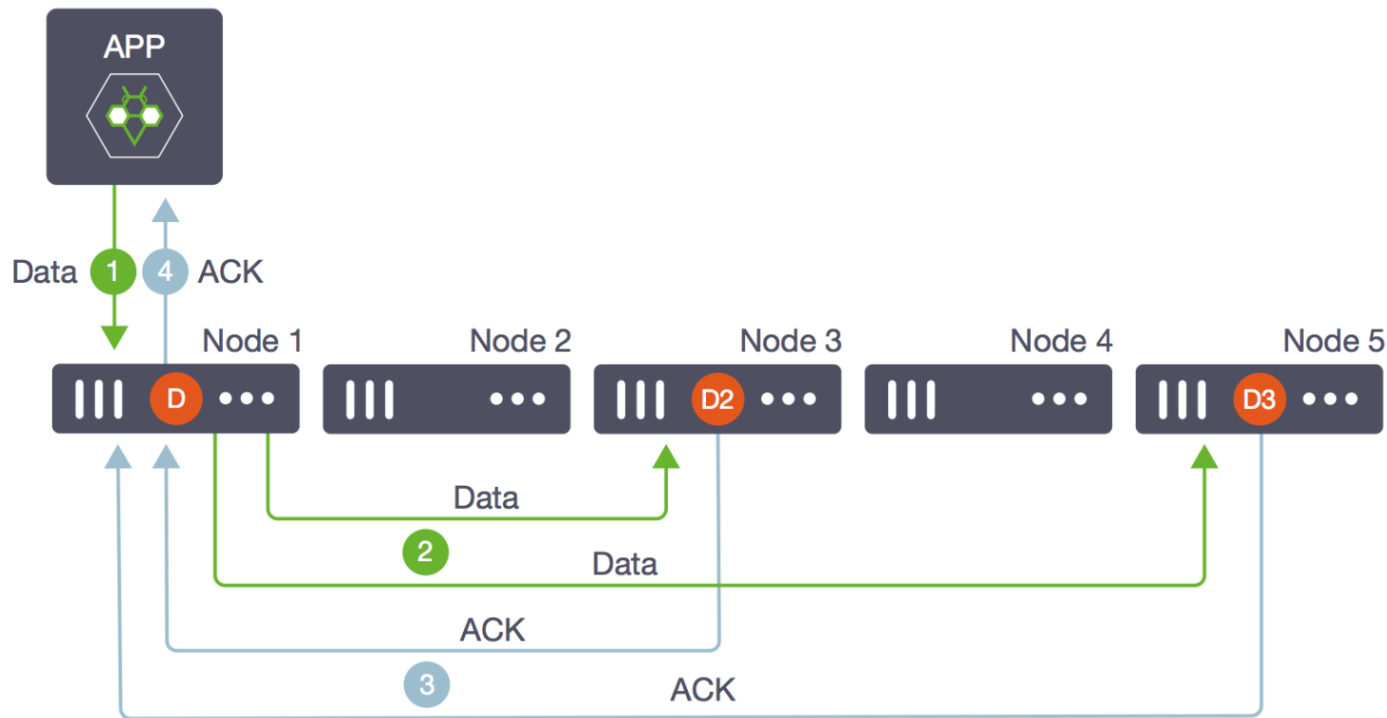 APP
Data 1 4 ACK
Node 1 Node 2 Node 3 Node 4 Node 5
D D2 D3
Data
2
Data
ACK
3
ACK